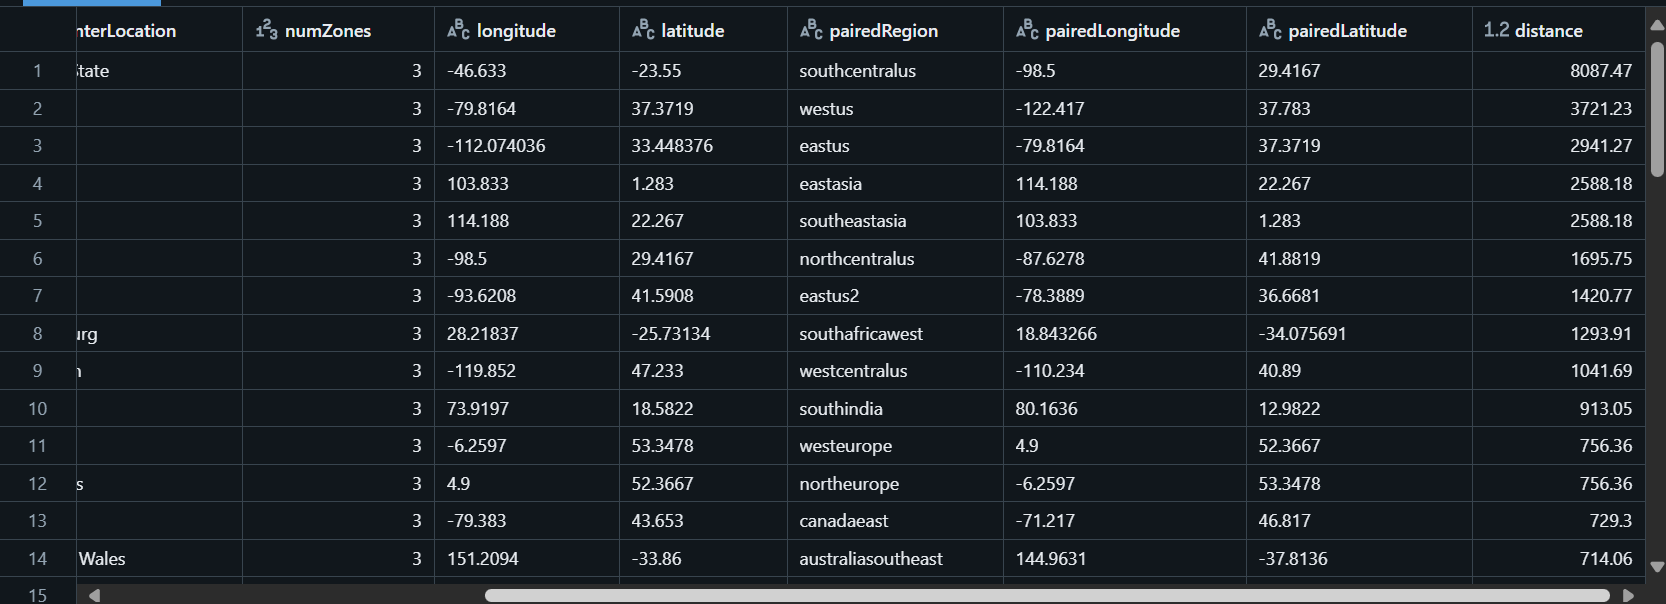 nterLocation 123 numZones ABC longitude ABC latitude ABC pairedRegion ABC pairedLongitude ABC pairedLatitude 1.2 distance
1 State 3 -46.633 -23.55 southcentralus -98.5 29.4167 8087.47
2 3 -79.8164 37.3719 westus -122.417 37.783 3721.23
3 3 -112.074036 33.448376 eastus -79.8164 37.3719 2941.27
4 3 103.833 1.283 eastasia 114.188 22.267 2588.18
5 3 114.188 22.267 southeastasia 103.833 1.283 2588.18
6 3 -98.5 29.4167 northcentralus -87.6278 41.8819 1695.75
7 3 -93.6208 41.5908 eastus2 -78.3889 36.6681 1420.77
8 urg 3 28.21837 -25.73134 southafricawest 18.843266 -34.075691 1293.91
9 n 3 -119.852 47.233 westcentralus -110.234 40.89 1041.69
10 3 73.9197 18.5822 southindia 80.1636 12.9822 913.05
11 3 -6.2597 53.3478 westeurope 4.9 52.3667 756.36
12 s 3 4.9 52.3667 northeurope -6.2597 53.3478 756.36
13 3 -79.383 43.653 canadaeast -71.217 46.817 729.3
14 Wales 3 151.2094 -33.86 australiasoutheast 144.9631 -37.8136 714.06
15